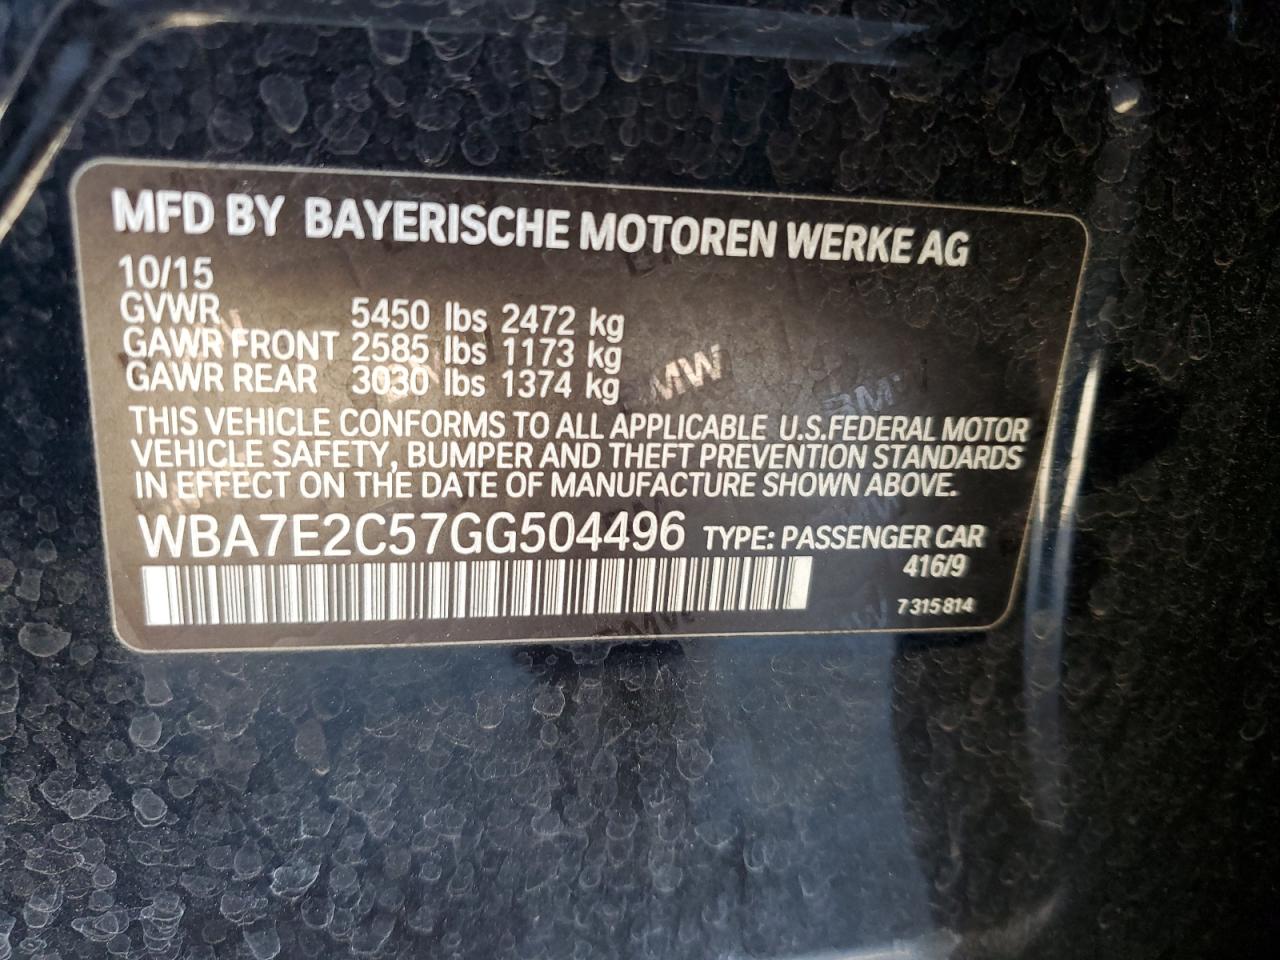 MFD BY BAYERISCHE MOTOREN WERKE AG
10/15
GVWR 5450 lbs 2472 kg
GAWR FRONT 2585 lbs 1173 kg
GAWR REAR 3030 lbs 1374 kg
THIS VEHICLE CONFORMS TO ALL APPLICABLE U.S.FEDERAL MOTOR
VEHICLE SAFETY, BUMPER AND THEFT PREVENTION STANDARDS
IN EFFECT ON THE DATE OF MANUFACTURE SHOWN ABOVE.
WBA7E2C57GG504496 TYPE: PASSENGER CAR
416/9
7 315 814